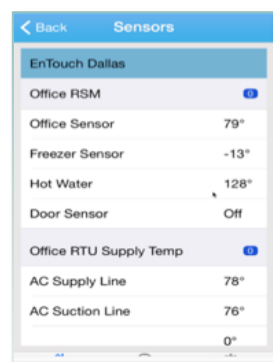 Back Sensors
EnTouch Dallas
Office RSM 0
Office Sensor 79°
Freezer Sensor -13°
Hot Water 128°
Door Sensor Off
Office RTU Supply Temp 0
AC Supply Line 78°
AC Suction Line 76°
0°